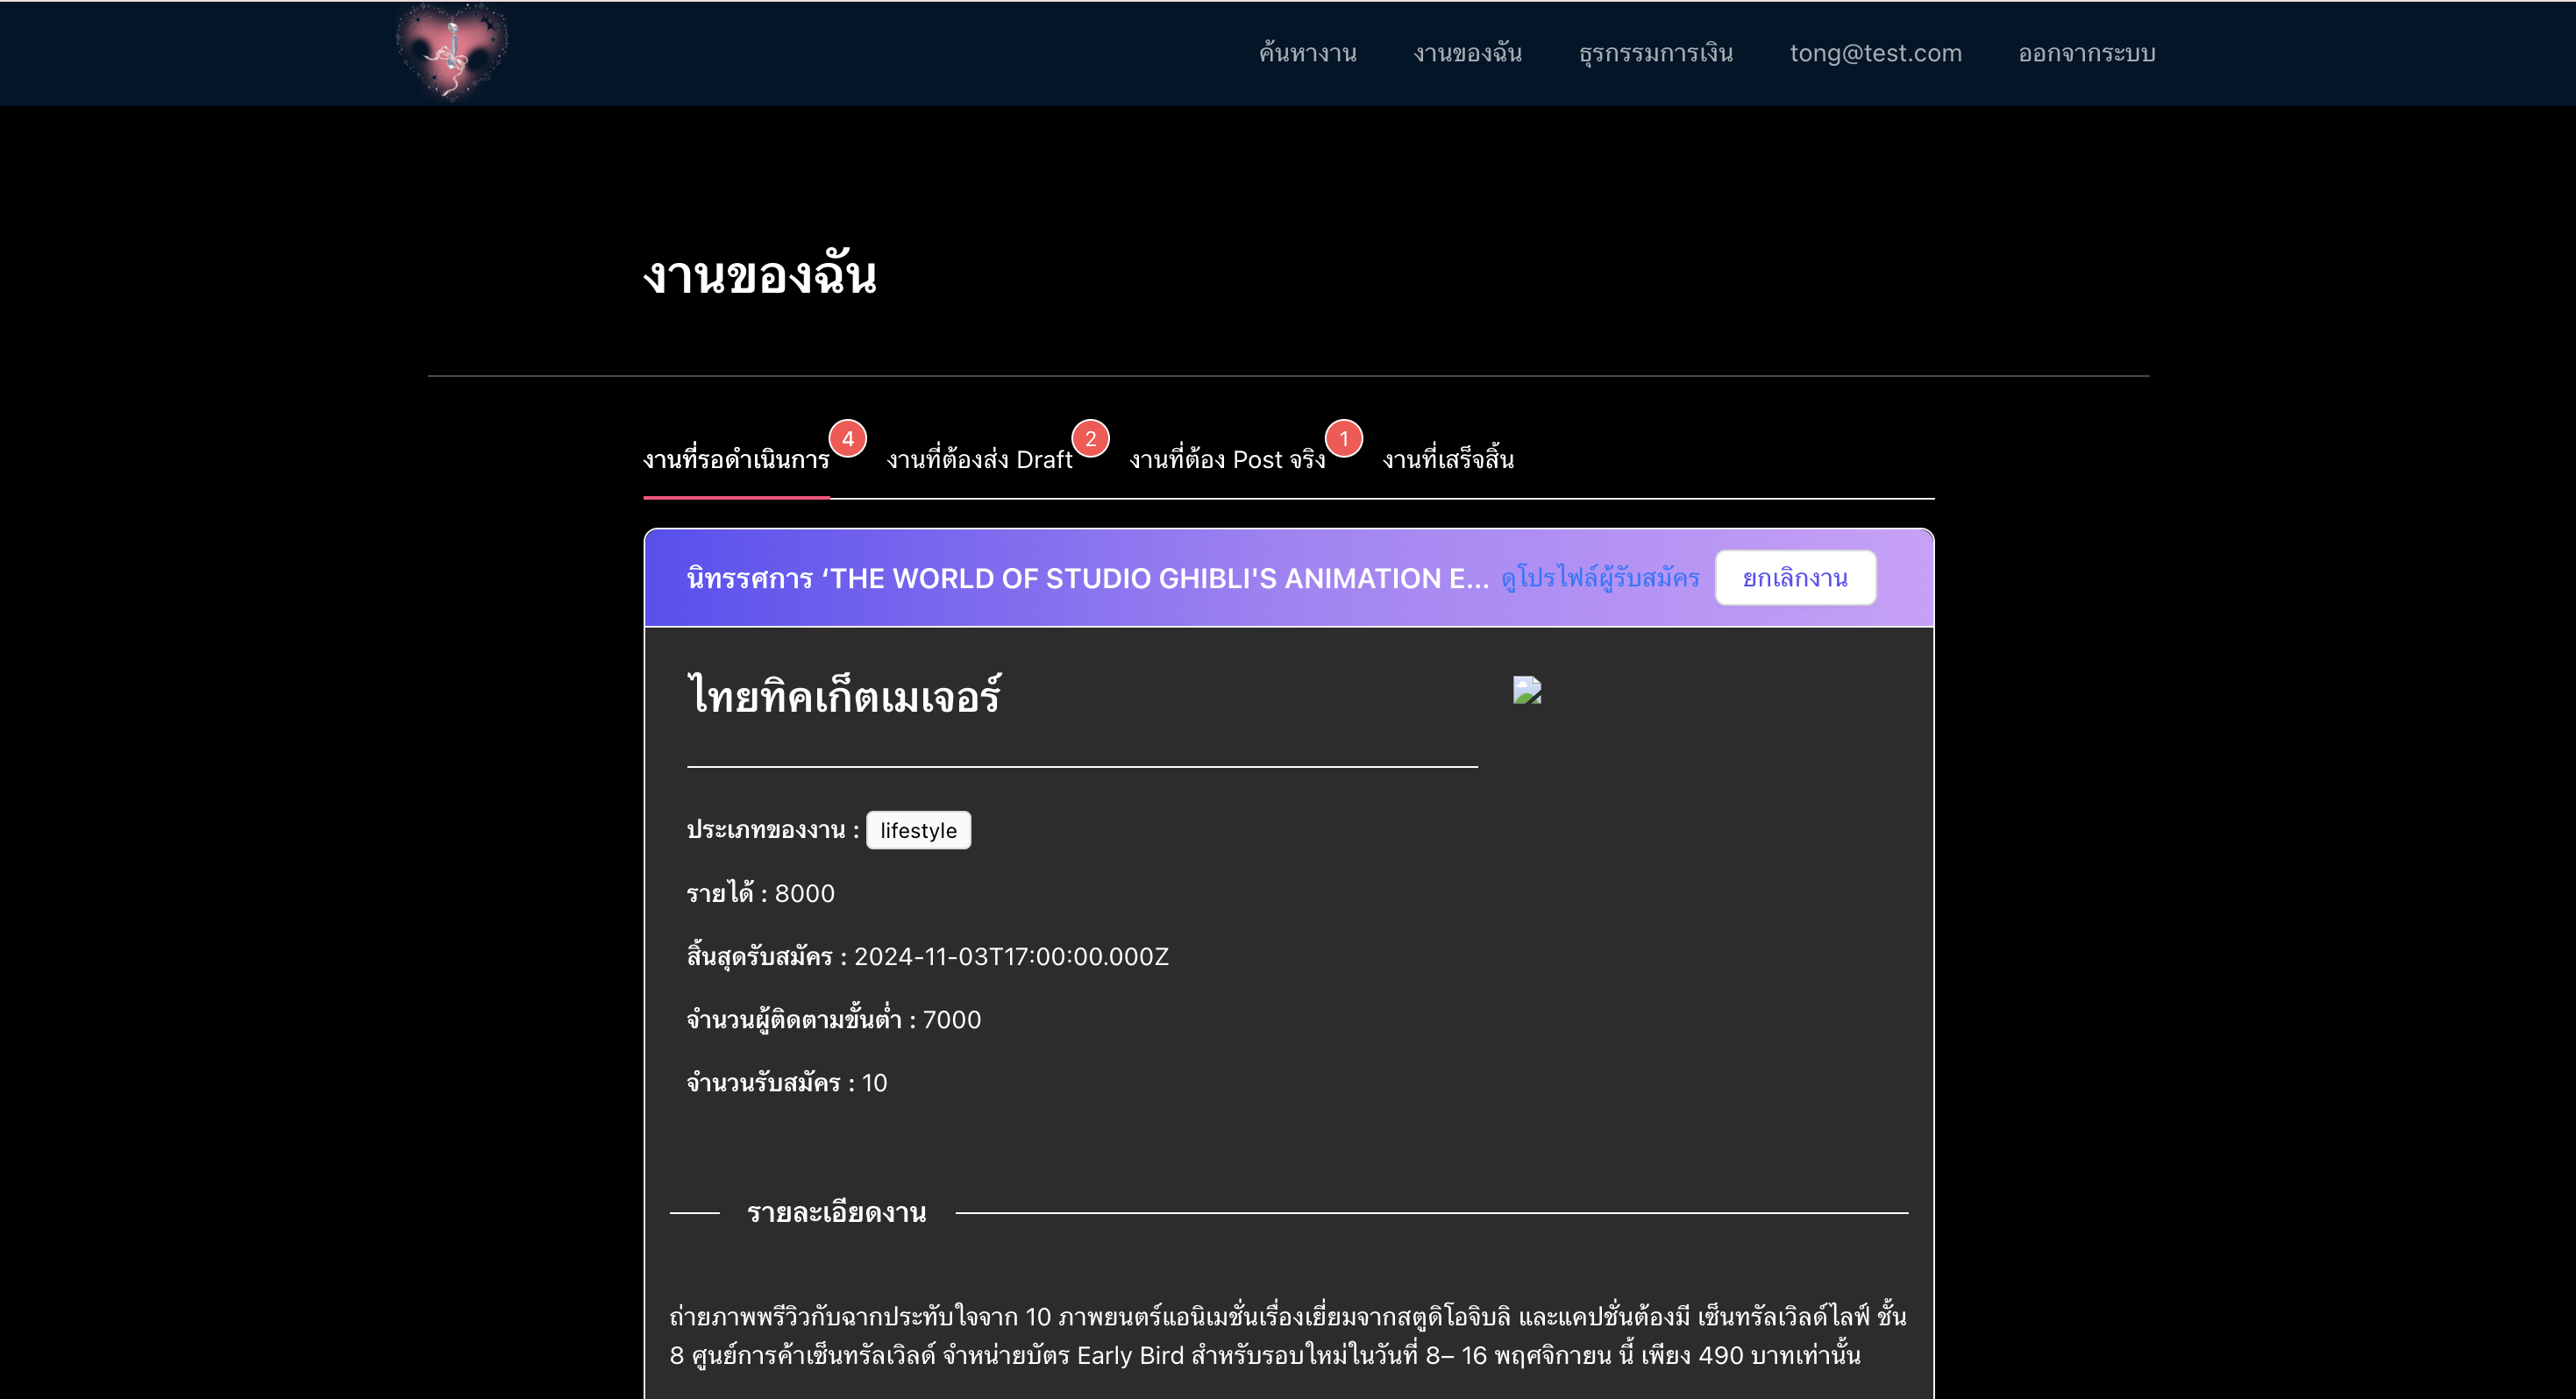 ค้นหางาน งานของฉัน ธุรกรรมการเงิน tong@test.com ออกจากระบบ
งานของฉัน
งานที่รอดำเนินการ 4 งานที่ต้องส่ง Draft 2 งานที่ต้อง Post จริง 1 งานที่เสร็จสิ้น
นิทรรศการ ‘THE WORLD OF STUDIO GHIBLI'S ANIMATION E... ดูโปรไฟล์ผู้รับสมัคร ยกเลิกงาน
ไทยทิคเก็ตเมเจอร์
ประเภทของงาน : lifestyle
รายได้ : 8000
สิ้นสุดรับสมัคร : 2024-11-03T17:00:00.000Z
จำนวนผู้ติดตามขั้นต่ำ : 7000
จำนวนรับสมัคร : 10
รายละเอียดงาน
ถ่ายภาพพรีวิวกับฉากประทับใจจาก 10 ภาพยนตร์แอนิเมชั่นเรื่องเยี่ยมจากสตูดิโอจิบลิ และแคปชั่นต้องมี เซ็นทรัลเวิลด์ไลฟ์ ชั้น
8 ศูนย์การค้าเซ็นทรัลเวิลด์ จำหน่ายบัตร Early Bird สำหรับรอบใหม่ในวันที่ 8– 16 พฤศจิกายน นี้ เพียง 490 บาทเท่านั้น